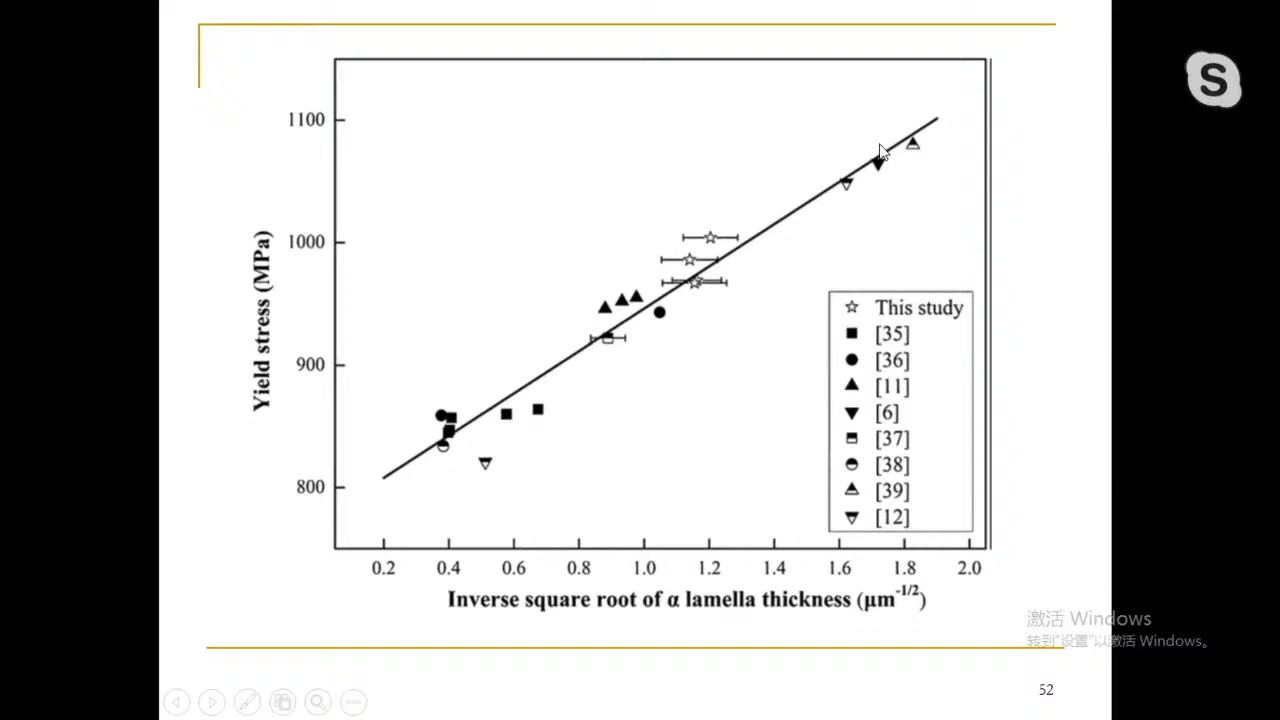 S
1100
1000
900
800
Yield stress (MPa)
This study
[35]
[36]
[11]
[6]
[37]
[38]
[39]
[12]
0.2 0.4 0.6 0.8 1.0 1.2 1.4 1.6 1.8 2.0
Inverse square root of α lamella thickness (μm⁻¹/²)
激活 Windows
转到"设置"以激活 Windows。
52